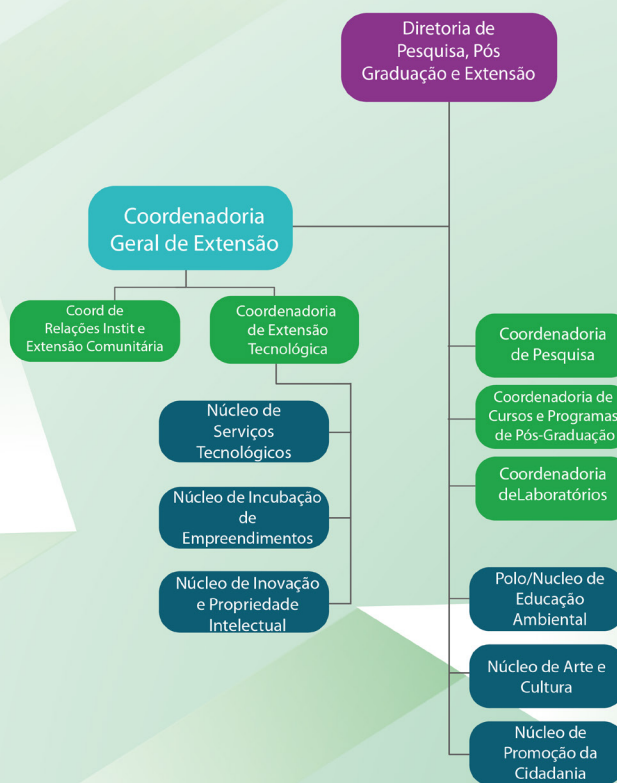 Diretoria de
Pesquisa, Pós
Graduação e Extensão
Coordenadoria
Geral de Extensão
Coord de
Relações Instit e
Extensão Comunitária
Coordenadoria
de Extensão
Tecnológica
Núcleo de
Serviços
Tecnológicos
Núcleo de Incubação
de
Empreendimentos
Núcleo de Inovação
e Propriedade
Intelectual
Coordenadoria
de Pesquisa
Coordenadoria de
Cursos e Programas
de Pós-Graduação
Coordenadoria
deLaboratórios
Polo/Nucleo de
Educação
Ambiental
Núcleo de Arte e
Cultura
Núcleo de
Promoção da
Cidadania